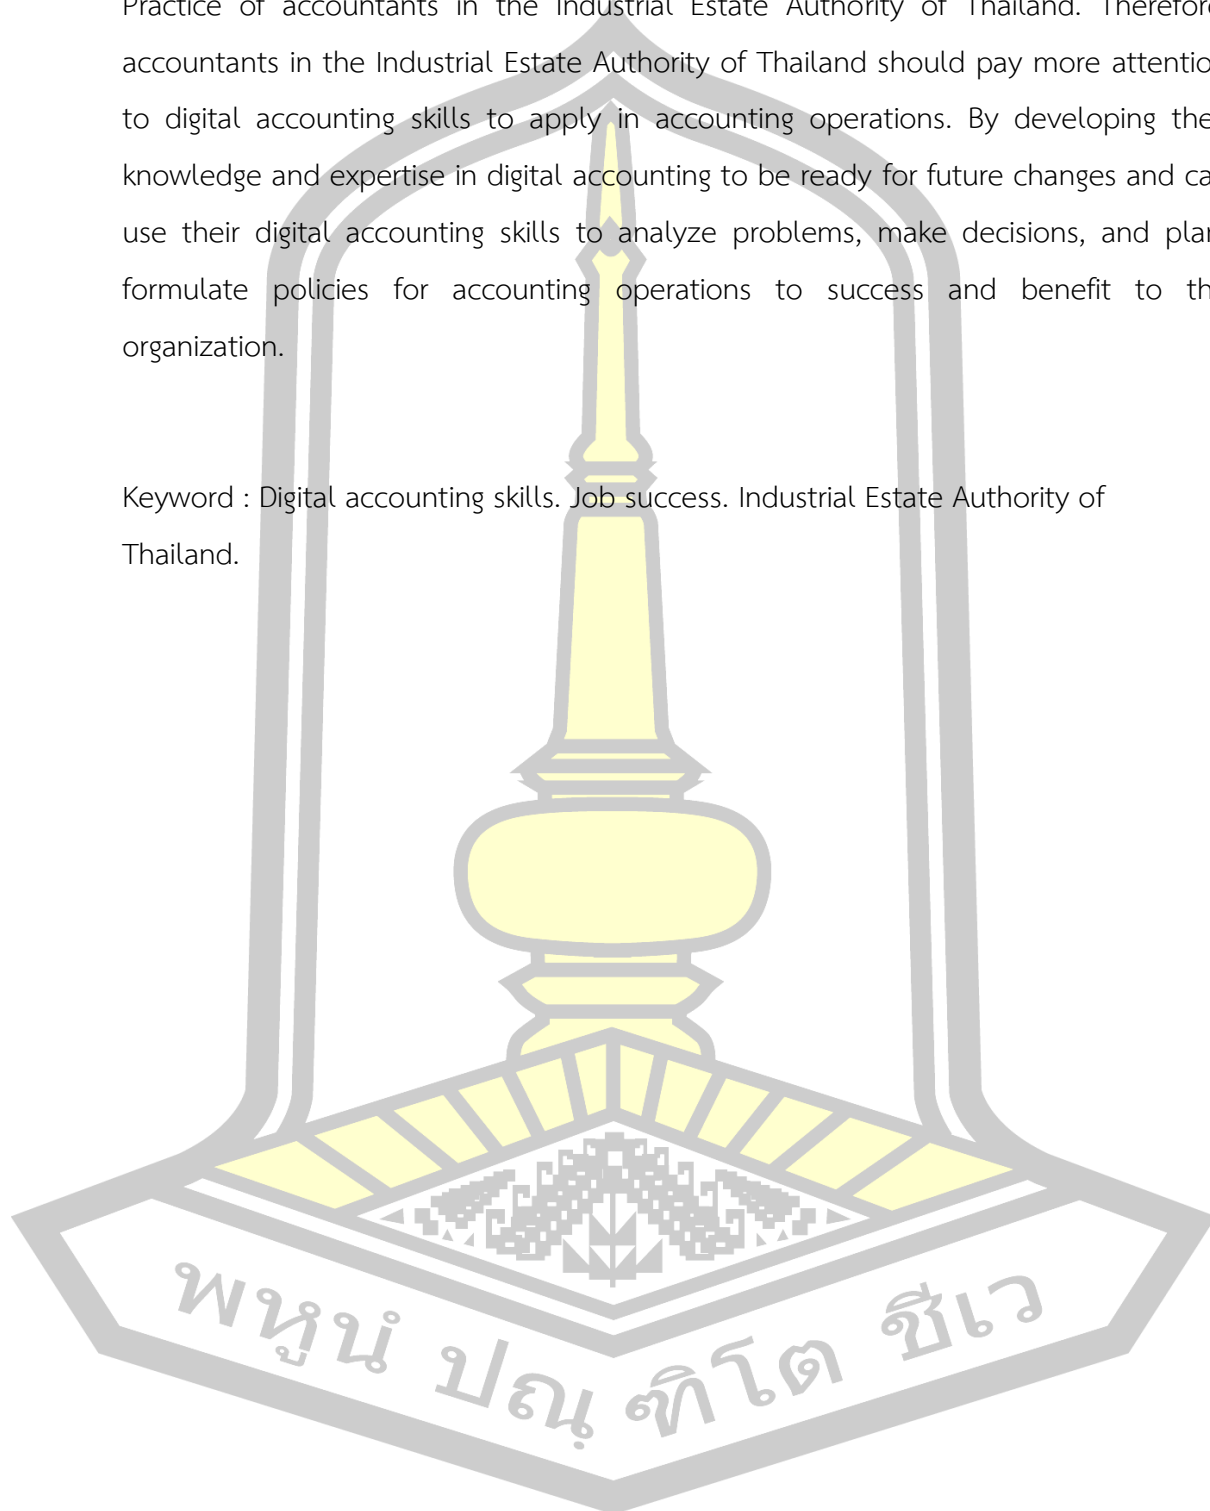 Practice of accountants in the Industrial Estate Authority of Thailand. Therefore
accountants in the Industrial Estate Authority of Thailand should pay more attentio
to digital accounting skills to apply in accounting operations. By developing the
knowledge and expertise in digital accounting to be ready for future changes and ca
use their digital accounting skills to analyze problems, make decisions, and plan
formulate policies for accounting operations to success and benefit to th
organization.
Keyword : Digital accounting skills. Job success. Industrial Estate Authority of
Thailand.
พหูนํ ปณฺฑิโต ชีเว